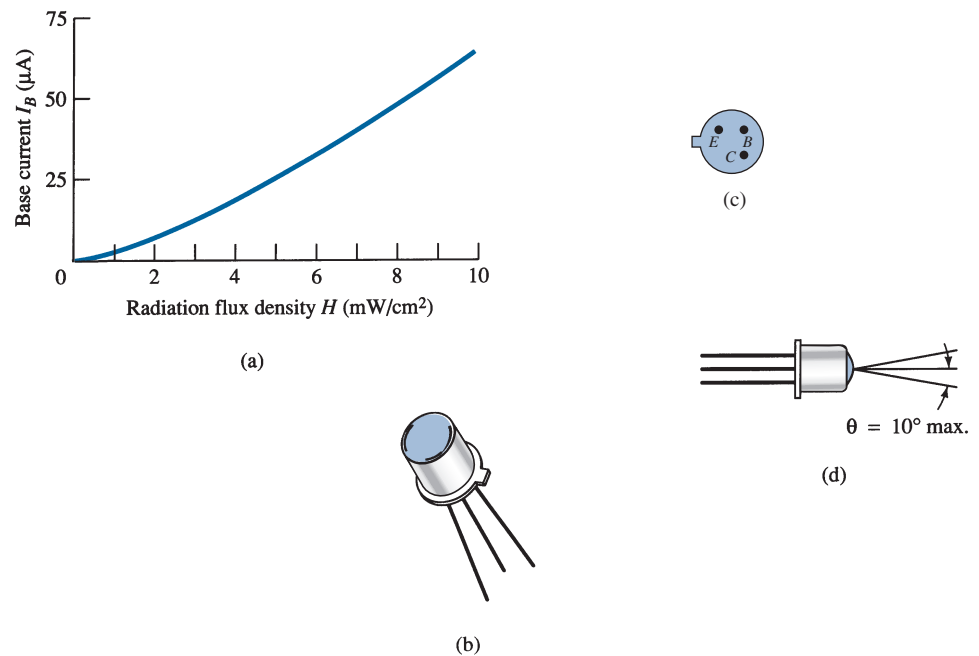 75
50
25
0
Base current I_B (μA)
0 2 4 6 8 10
Radiation flux density H (mW/cm²)
(a)
E B
C
(c)
θ = 10° max.
(d)
(b)